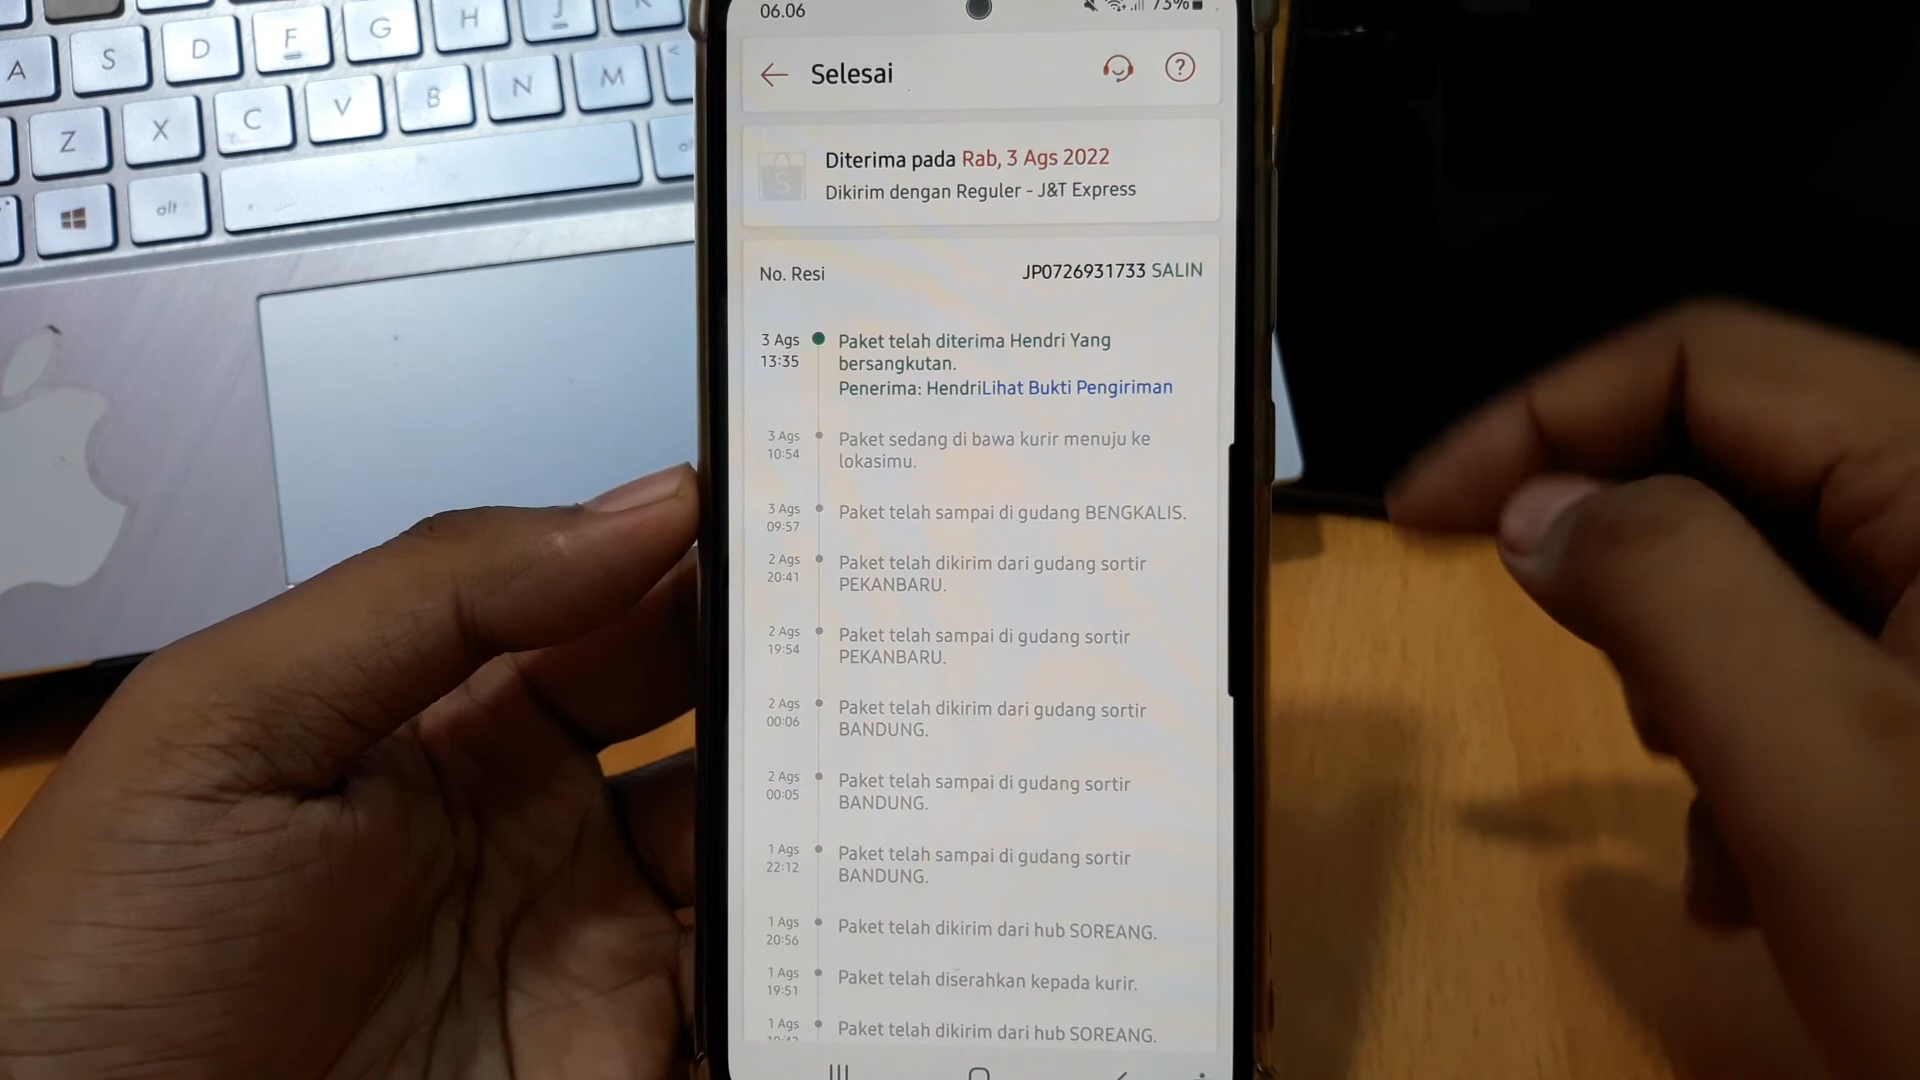 A S D F G H J
Z X C V B N M <
alt
06.06 73%
Selesai
?
Diterima pada Rab, 3 Ags 2022
S
Dikirim dengan Reguler - J&T Express
No. Resi JP0726931733 SALIN
3 Ags Paket telah diterima Hendri Yang
13:35 bersangkutan.
Penerima: HendriLihat Bukti Pengiriman
3 Ags Paket sedang di bawa kurir menuju ke
10:54 lokasimu.
3 Ags Paket telah sampai di gudang BENGKALIS.
09:57
2 Ags Paket telah dikirim dari gudang sortir
20:41 PEKANBARU.
2 Ags Paket telah sampai di gudang sortir
19:54 PEKANBARU.
2 Ags Paket telah dikirim dari gudang sortir
00:06 BANDUNG.
2 Ags Paket telah sampai di gudang sortir
00:05 BANDUNG.
1 Ags Paket telah sampai di gudang sortir
22:12 BANDUNG.
1 Ags Paket telah dikirim dari hub SOREANG.
20:56
1 Ags Paket telah diserahkan kepada kurir.
19:51
1 Ags Paket telah dikirim dari hub SOREANG.